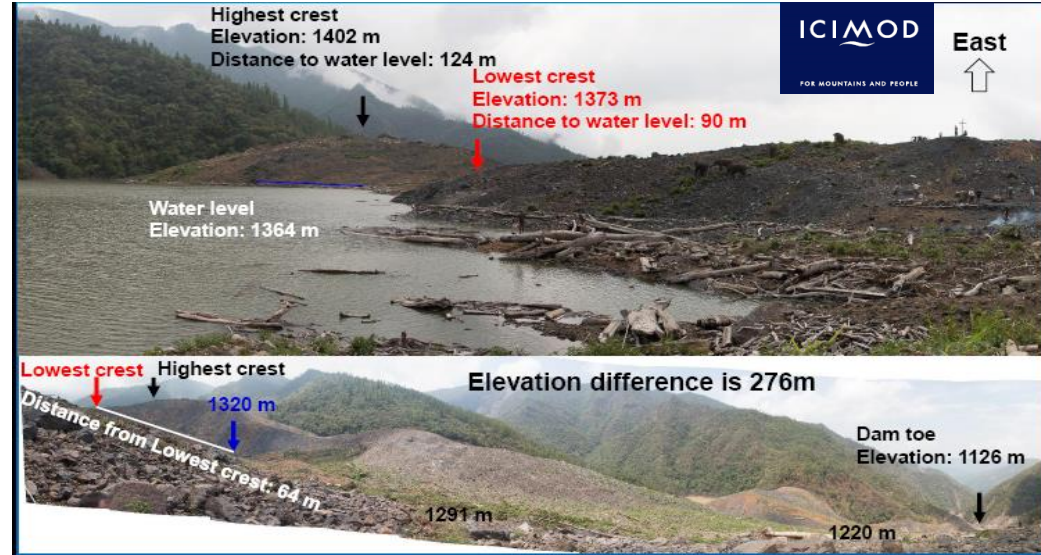 Highest crest
Elevation: 1402 m
Distance to water level: 124 m
ICIMOD
FOR MOUNTAINS AND PEOPLE
East
Lowest crest
Elevation: 1373 m
Distance to water level: 90 m
Water level
Elevation: 1364 m
Lowest crest
Highest crest
Elevation difference is 276m
1320 m
Distance from Lowest crest: 64 m
Dam toe
Elevation: 1126 m
1291 m
1220 m